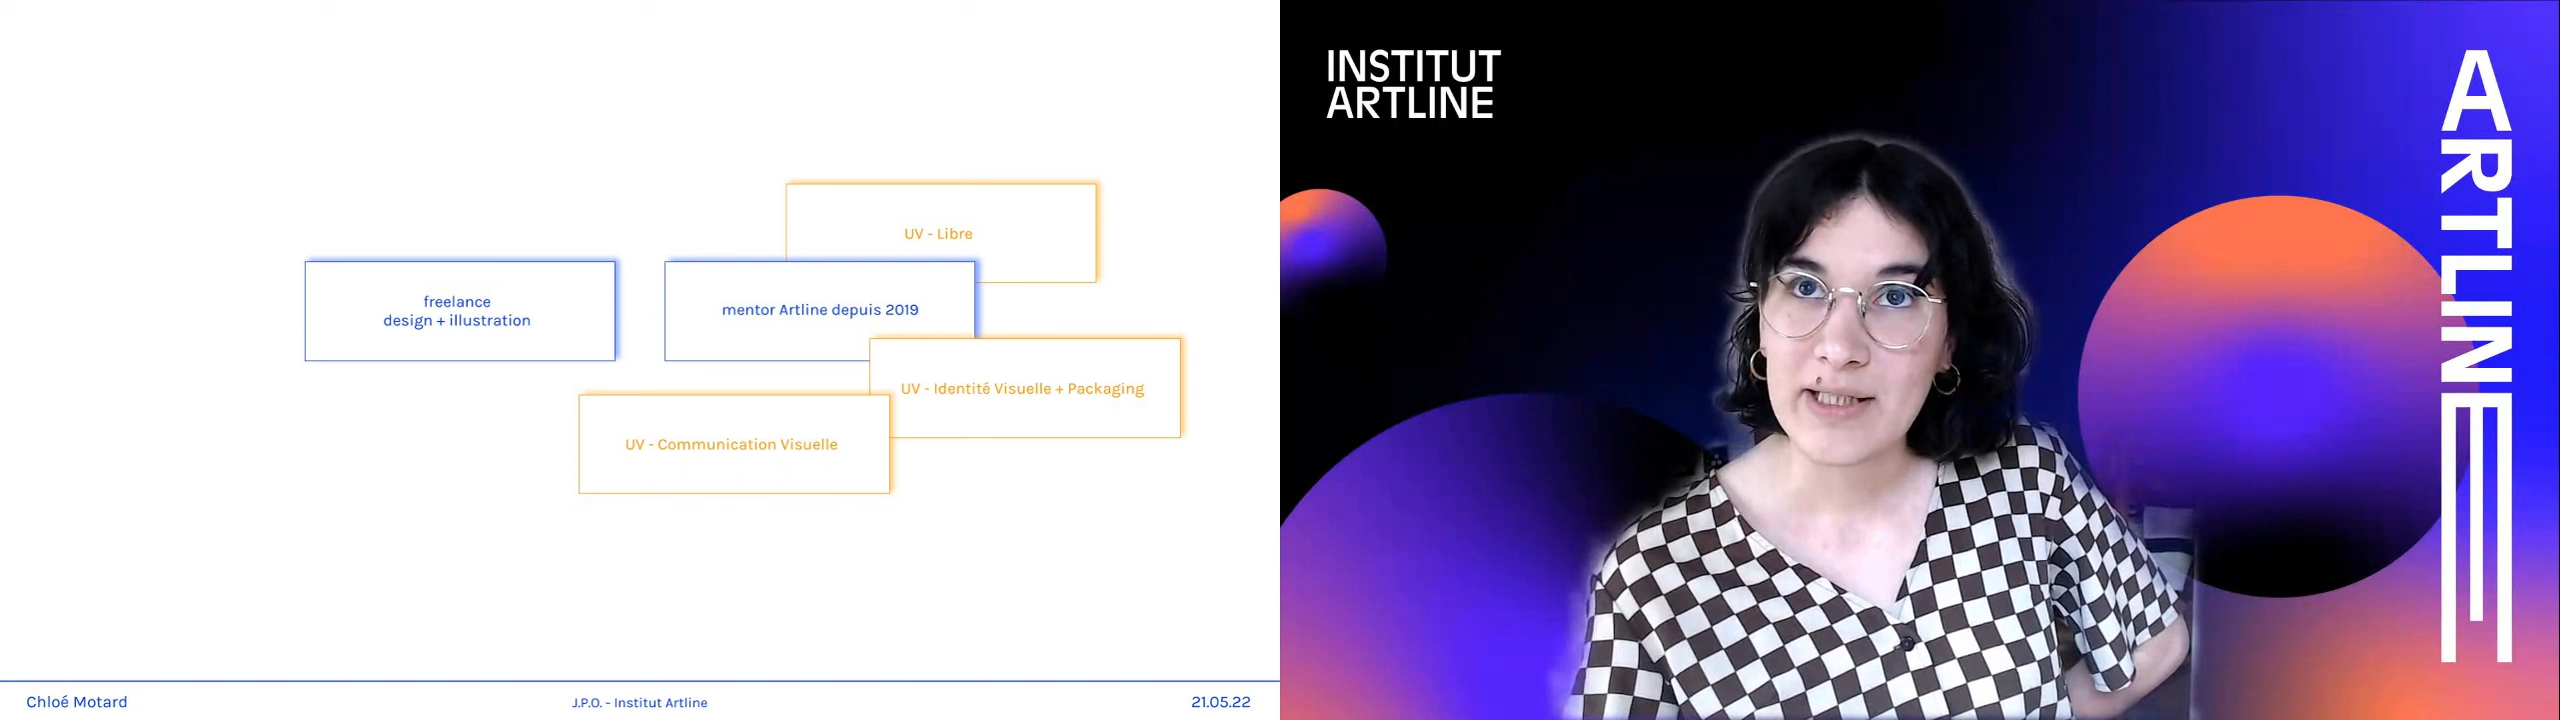 UV - Libre
freelance
design + illustration
mentor Artline depuis 2019
UV - Identité Visuelle + Packaging
UV - Communication Visuelle
Chloé Motard
J.P.O. - Institut Artline
21.05.22
INSTITUT
ARTLINE
ARTLINE